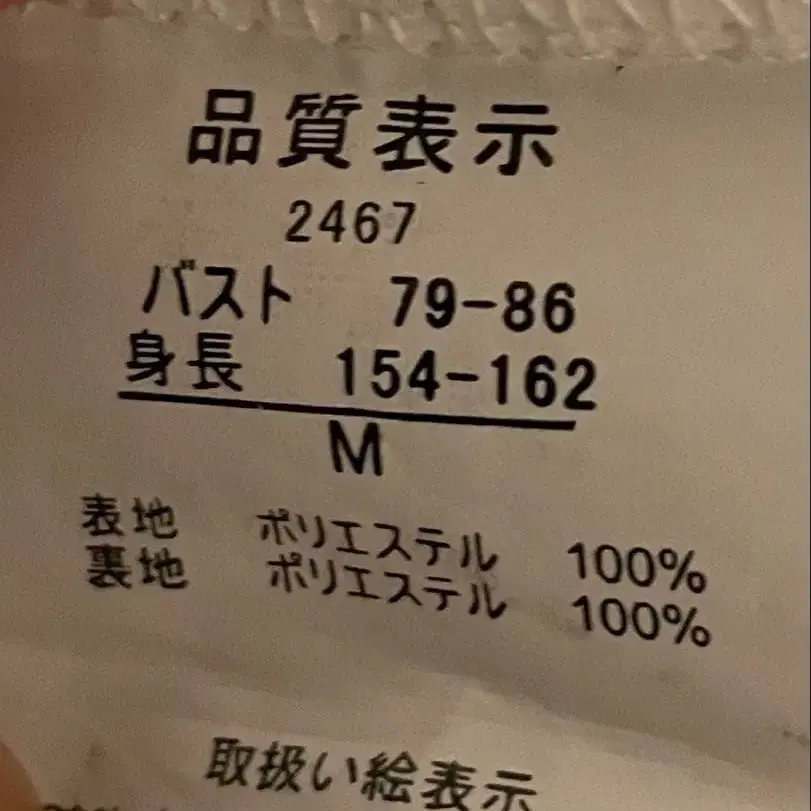 品質表示
2467
バスト 79-86
身長 154-162
M
表地 ポリエステル 100%
裏地 ポリエステル 100%
取扱い絵表示